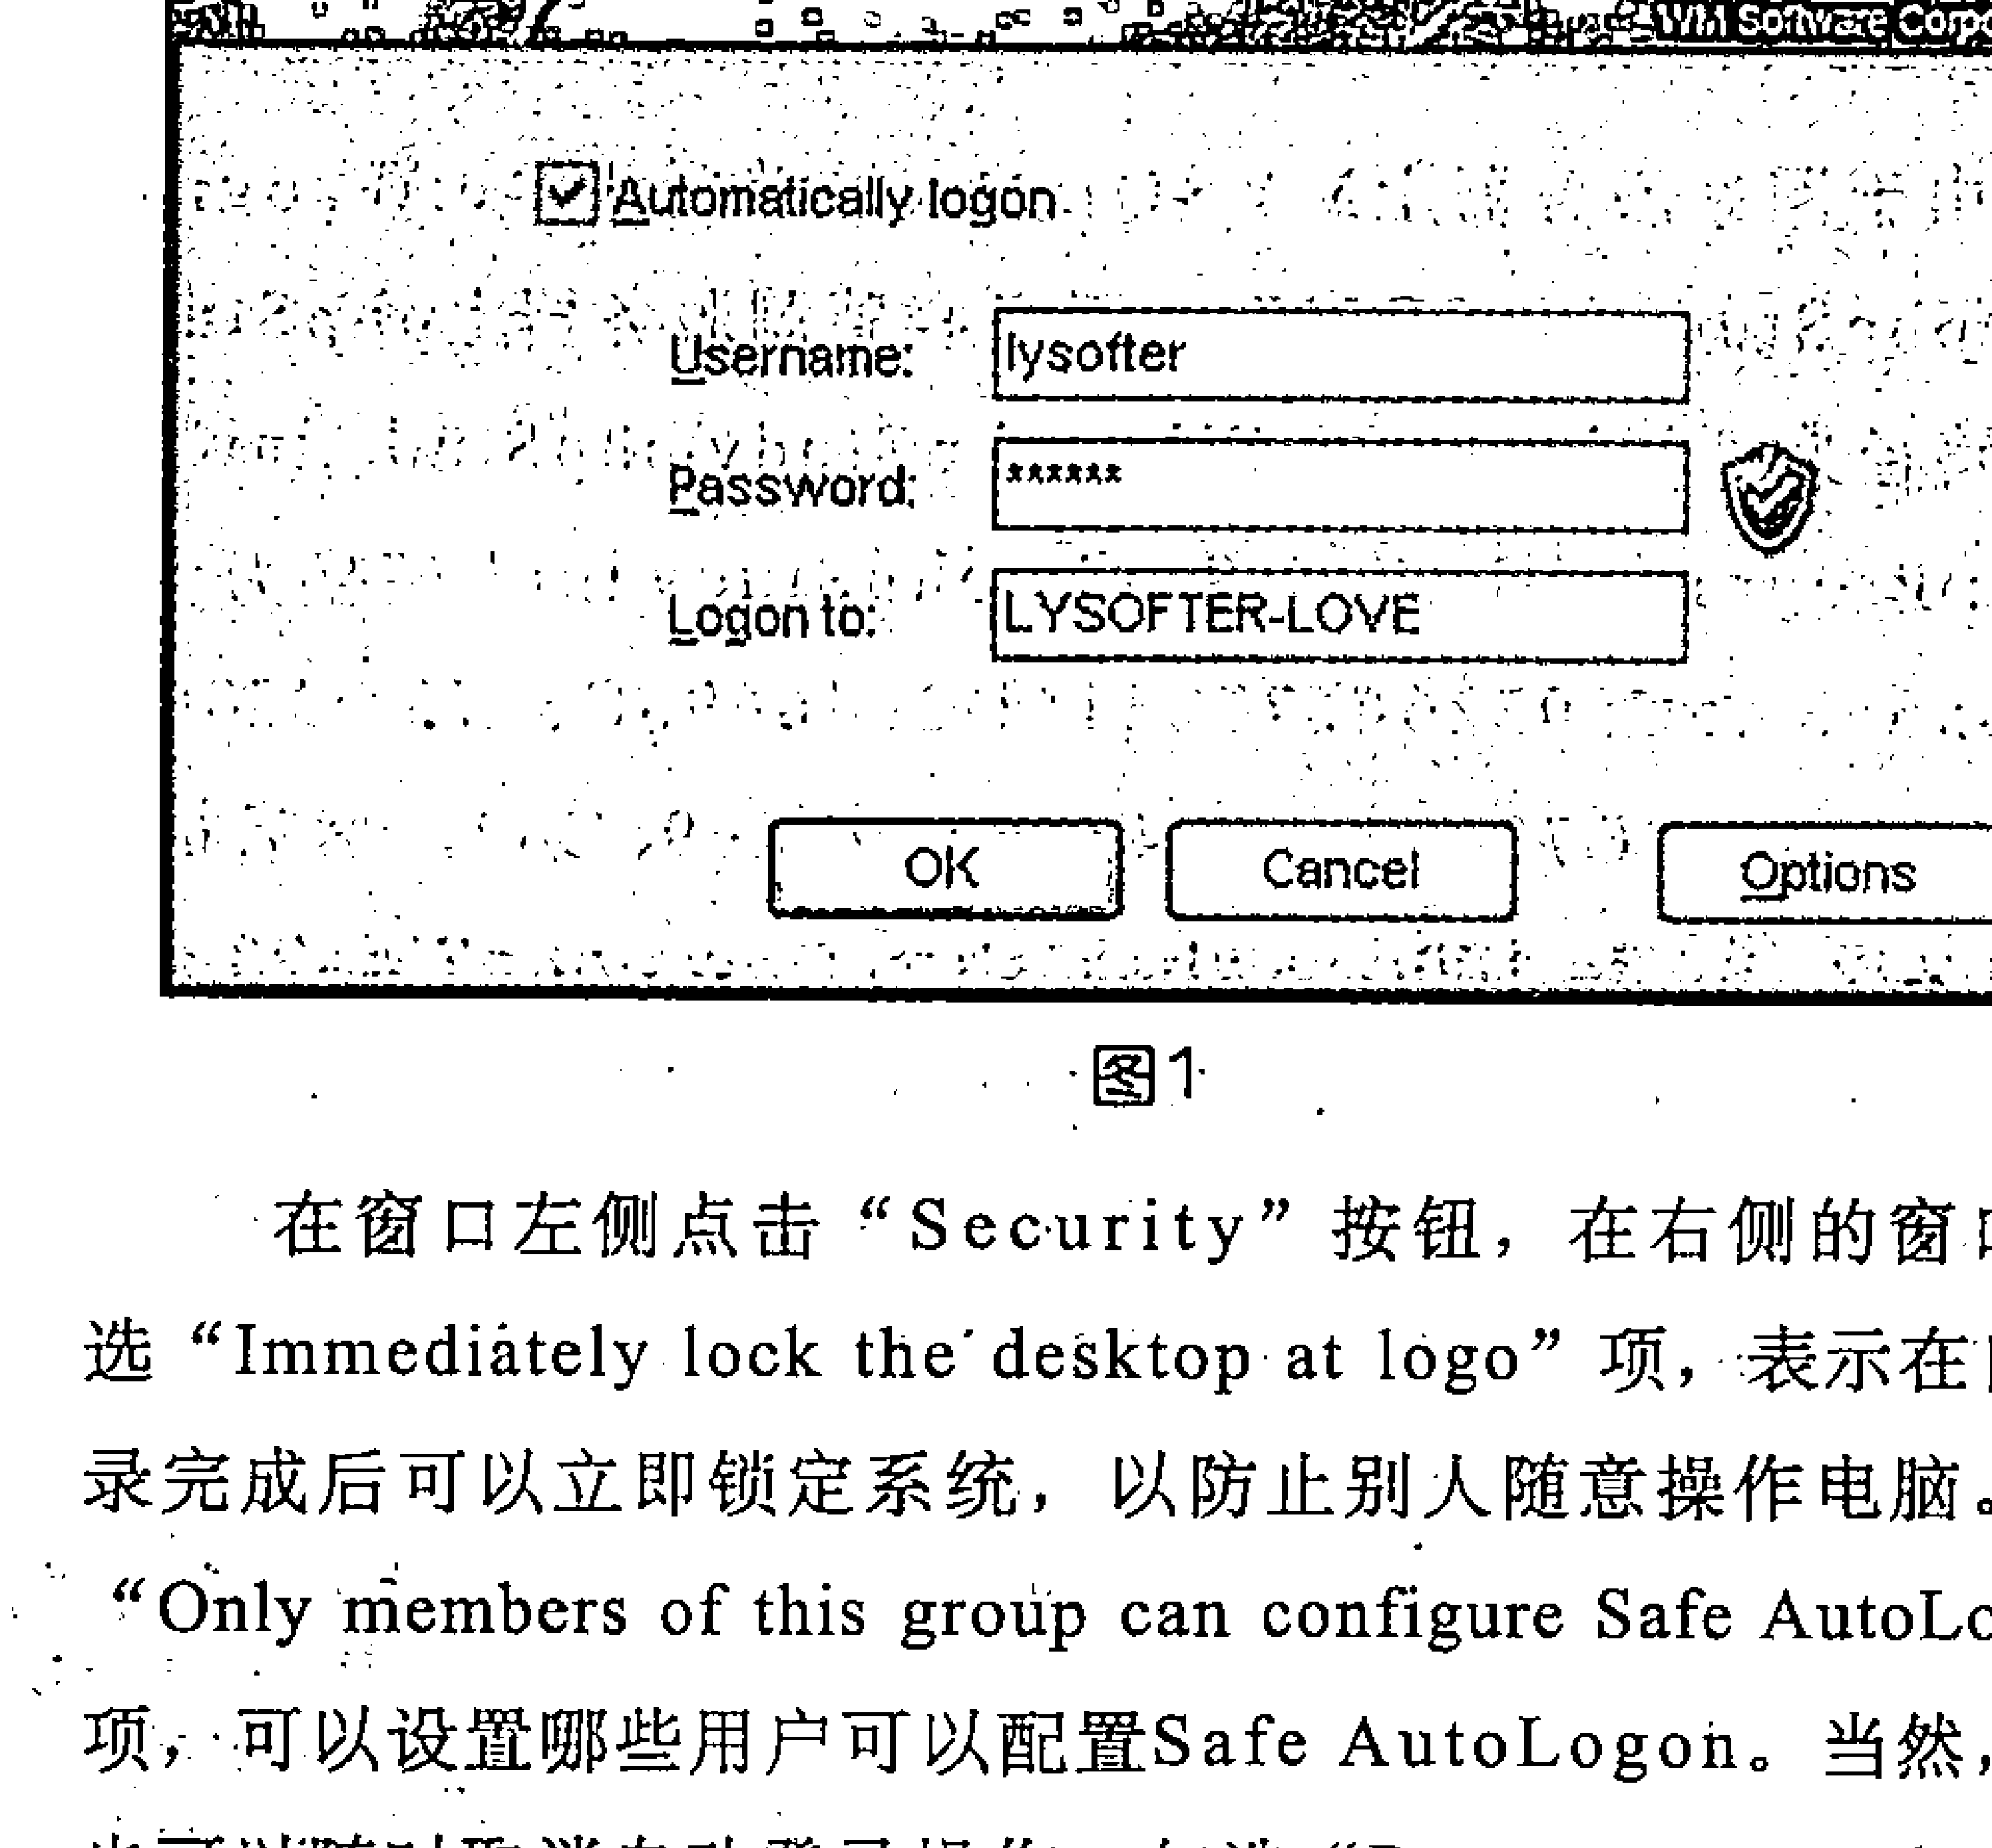 WM Software Corpo
Automatically logon
Username: lysofter
Password: ******
Logon to: LYSOFTER-LOVE
OK Cancel Options
图1
在窗口左侧点击“Security”按钮，在右侧的窗口
选“Immediately lock the desktop at logo”项，表示在
录完成后可以立即锁定系统，以防止别人随意操作电脑。
“Only members of this group can configure Safe AutoLo
项，可以设置哪些用户可以配置Safe AutoLogon。当然，